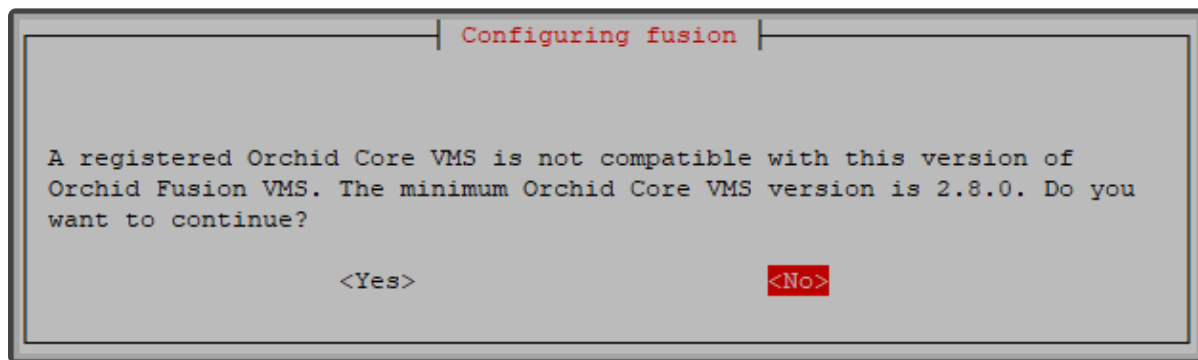 Configuring fusion
A registered Orchid Core VMS is not compatible with this version of
Orchid Fusion VMS. The minimum Orchid Core VMS version is 2.8.0. Do you
want to continue?
<Yes> <No>